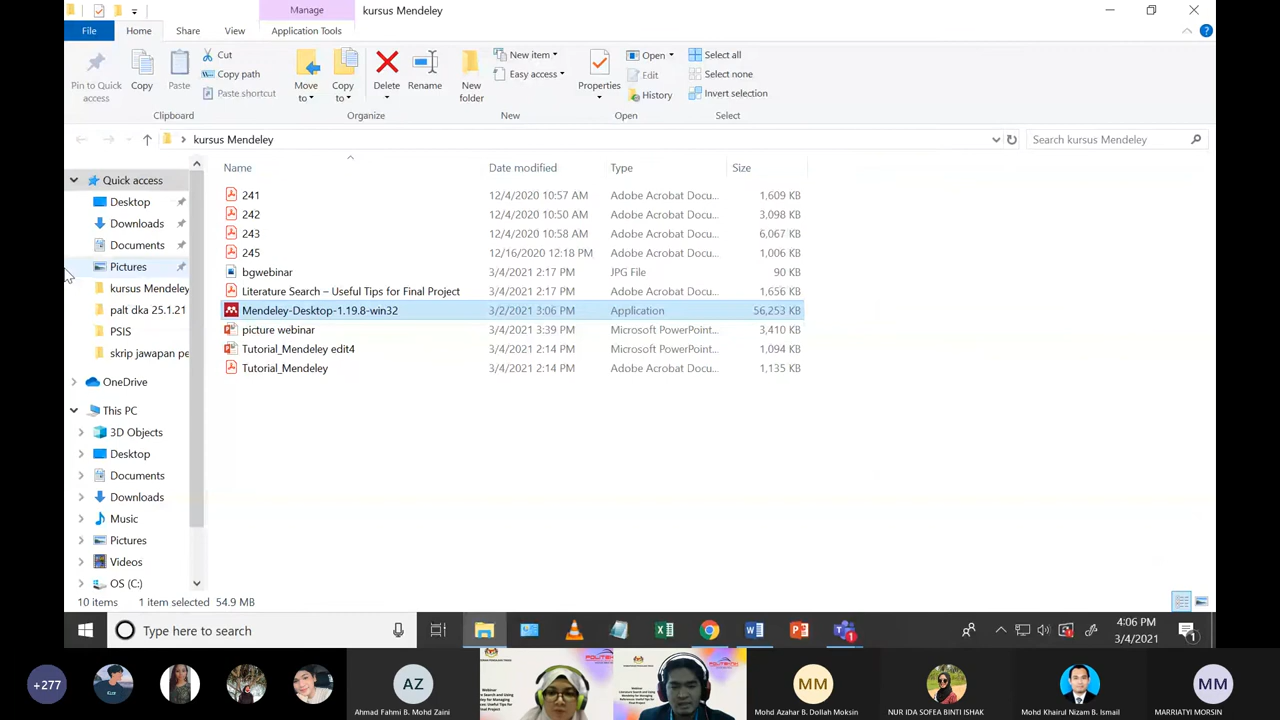 Manage
kursus Mendeley
File
Home
Share
View
Application Tools
Pin to Quick access
Copy
Paste
Cut
Copy path
Paste shortcut
Clipboard
Move to
Copy to
Delete
Rename
Organize
New folder
New item
Easy access
New
Properties
Open
Edit
History
Open
Select all
Select none
Invert selection
Select
kursus Mendeley
Search kursus Mendeley
Name Date modified Type Size
241 12/4/2020 10:57 AM Adobe Acrobat Docu... 1,609 KB
242 12/4/2020 10:50 AM Adobe Acrobat Docu... 3,098 KB
243 12/4/2020 10:58 AM Adobe Acrobat Docu... 6,067 KB
245 12/16/2020 12:18 PM Adobe Acrobat Docu... 1,006 KB
bgwebinar 3/4/2021 2:17 PM JPG File 90 KB
Literature Search – Useful Tips for Final Project 3/4/2021 2:17 PM Adobe Acrobat Docu... 1,656 KB
Mendeley-Desktop-1.19.8-win32 3/2/2021 3:06 PM Application 56,253 KB
picture webinar 3/4/2021 3:39 PM Microsoft PowerPoint... 3,410 KB
Tutorial_Mendeley edit4 3/4/2021 2:14 PM Microsoft PowerPoint... 1,094 KB
Tutorial_Mendeley 3/4/2021 2:14 PM Adobe Acrobat Docu... 1,135 KB
Quick access
Desktop
Downloads
Documents
Pictures
kursus Mendeley
palt dka 25.1.21
PSIS
skrip jawapan pe
OneDrive
This PC
3D Objects
Desktop
Documents
Downloads
Music
Pictures
Videos
OS (C:)
10 items 1 item selected 54.9 MB
Type here to search
4:06 PM
3/4/2021
1
+277
AZ
Ahmad Fahmi B. Mohd Zaini
Webinar
MM
Mohd Azahar B. Dollah Moksin
NUR IDA SOFEA BINTI ISHAK
Mohd Khairul Nizam B. Ismail
MM
MARRIATYI MORSIN